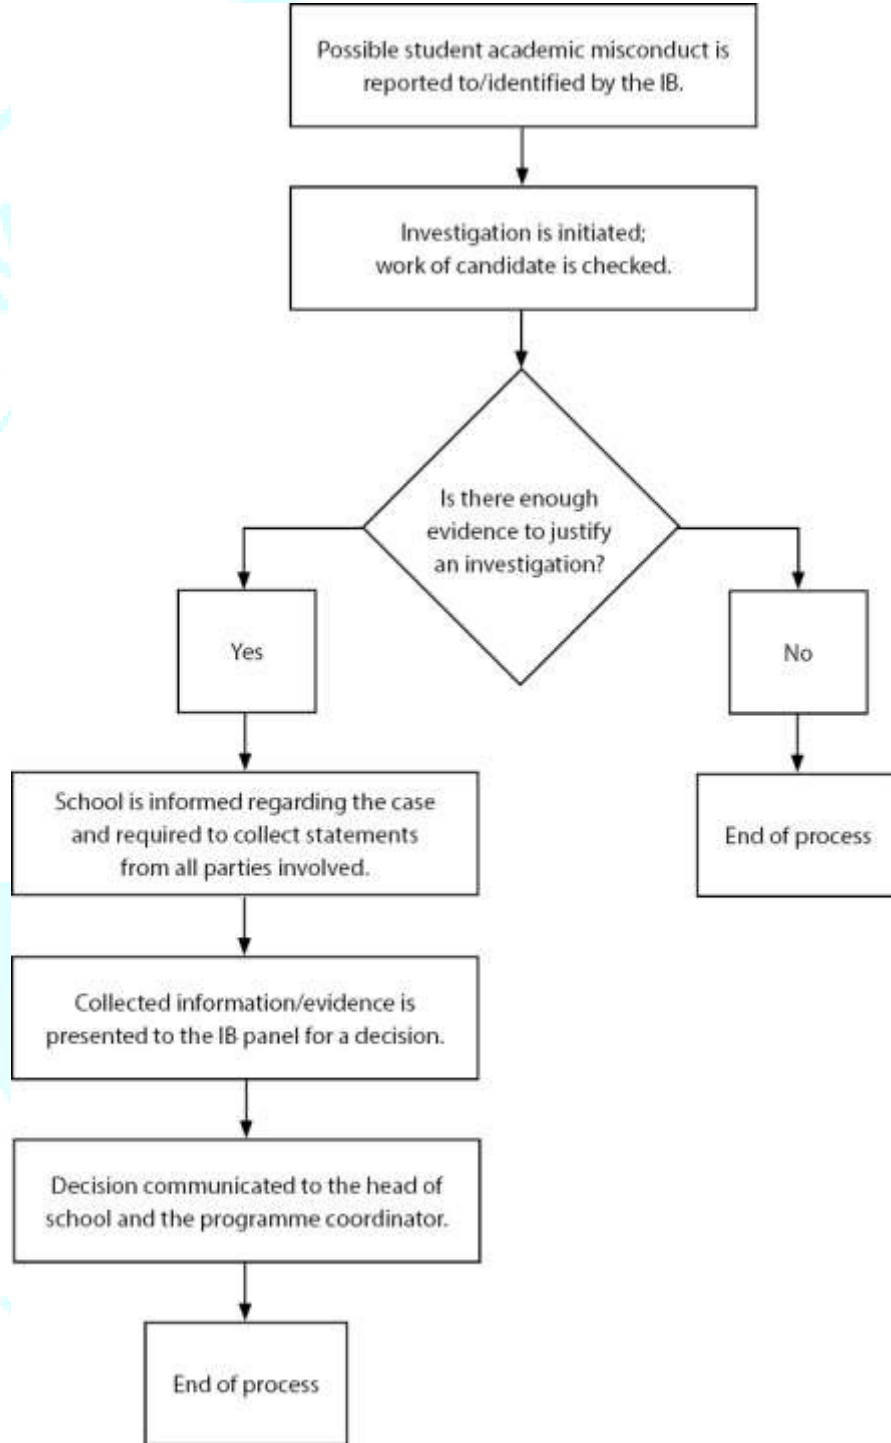 Possible student academic misconduct is
reported to/identified by the IB.
Investigation is initiated;
work of candidate is checked.
Is there enough
evidence to justify
an investigation?
Yes
No
School is informed regarding the case
and required to collect statements
from all parties involved.
End of process
Collected information/evidence is
presented to the IB panel for a decision.
Decision communicated to the head of
school and the programme coordinator.
End of process